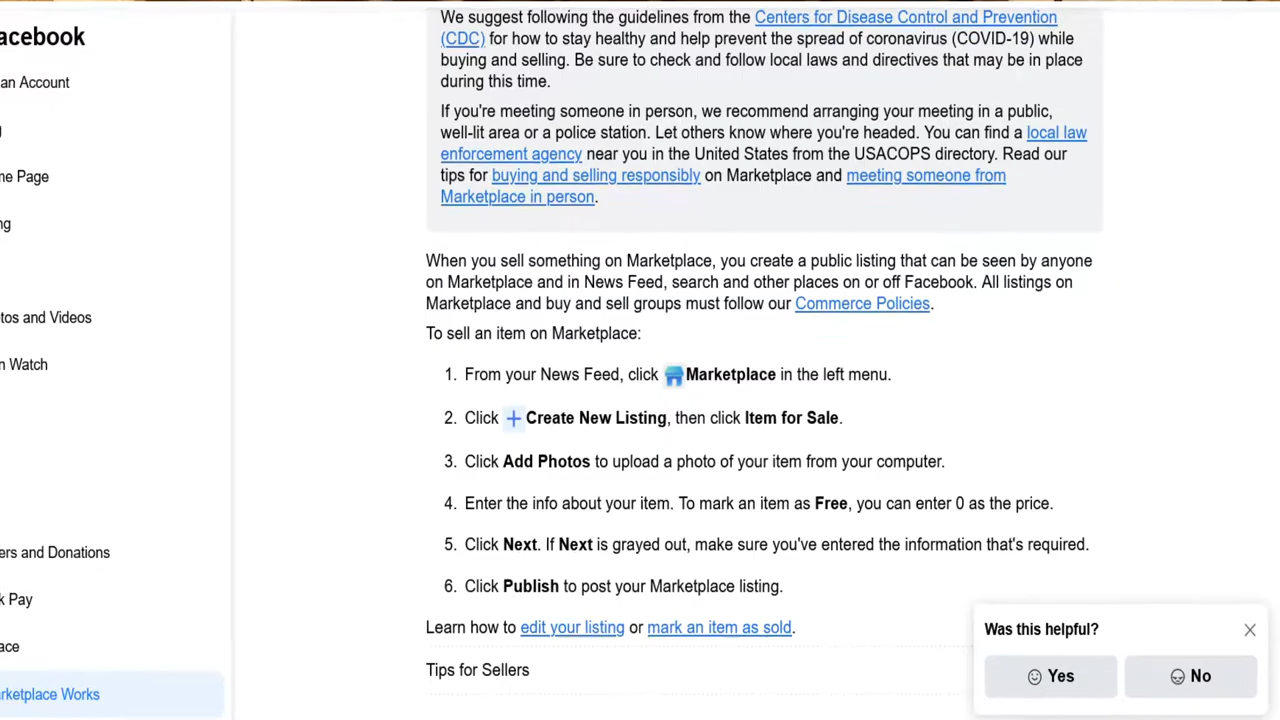 acebook
an Account
me Page
ng
tos and Videos
n Watch
ers and Donations
k Pay
ace
rketplace Works
We suggest following the guidelines from the Centers for Disease Control and Prevention
(CDC) for how to stay healthy and help prevent the spread of coronavirus (COVID-19) while
buying and selling. Be sure to check and follow local laws and directives that may be in place
during this time.
If you're meeting someone in person, we recommend arranging your meeting in a public,
well-lit area or a police station. Let others know where you're headed. You can find a local law
enforcement agency near you in the United States from the USACOPS directory. Read our
tips for buying and selling responsibly on Marketplace and meeting someone from
Marketplace in person.
When you sell something on Marketplace, you create a public listing that can be seen by anyone
on Marketplace and in News Feed, search and other places on or off Facebook. All listings on
Marketplace and buy and sell groups must follow our Commerce Policies.
To sell an item on Marketplace:
1. From your News Feed, click Marketplace in the left menu.
2. Click Create New Listing, then click Item for Sale.
3. Click Add Photos to upload a photo of your item from your computer.
4. Enter the info about your item. To mark an item as Free, you can enter 0 as the price.
5. Click Next. If Next is grayed out, make sure you've entered the information that's required.
6. Click Publish to post your Marketplace listing.
Learn how to edit your listing or mark an item as sold.
Tips for Sellers
Was this helpful?
Yes
No